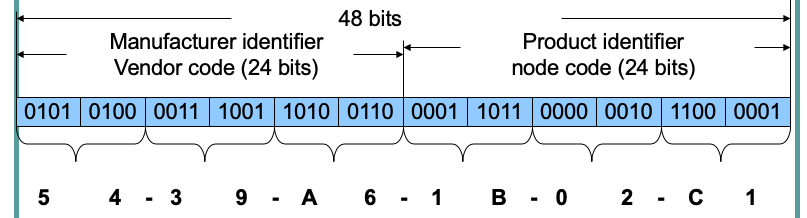 48 bits
Manufacturer identifier
Vendor code (24 bits)
Product identifier
node code (24 bits)
0101 0100 0011 1001 1010 0110 0001 1011 0000 0010 1100 0001
5 4 - 3 9 - A 6 - 1 B - 0 2 - C 1